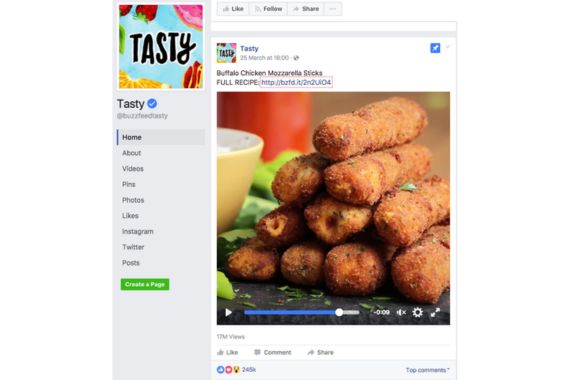 Like Follow Share ...
TASTY
Tasty
@buzzfeedtasty
Home
About
Videos
Pins
Photos
Likes
Instagram
Twitter
Posts
Create a Page
TASTY
Tasty
25 March at 18:00 ·
Buffalo Chicken Mozzarella Sticks
FULL RECIPE: http://bzfd.it/2n2UiO4
-0:09
17M Views
Like Comment Share
245k Top comments